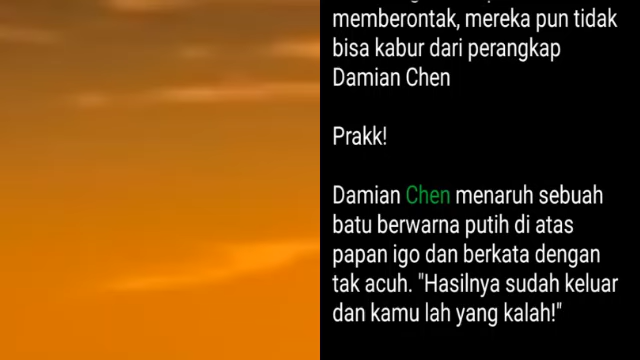 memberontak, mereka pun tidak
bisa kabur dari perangkap
Damian Chen
Prakk!
Damian Chen menaruh sebuah
batu berwarna putih di atas
papan igo dan berkata dengan
tak acuh. "Hasilnya sudah keluar
dan kamu lah yang kalah!"